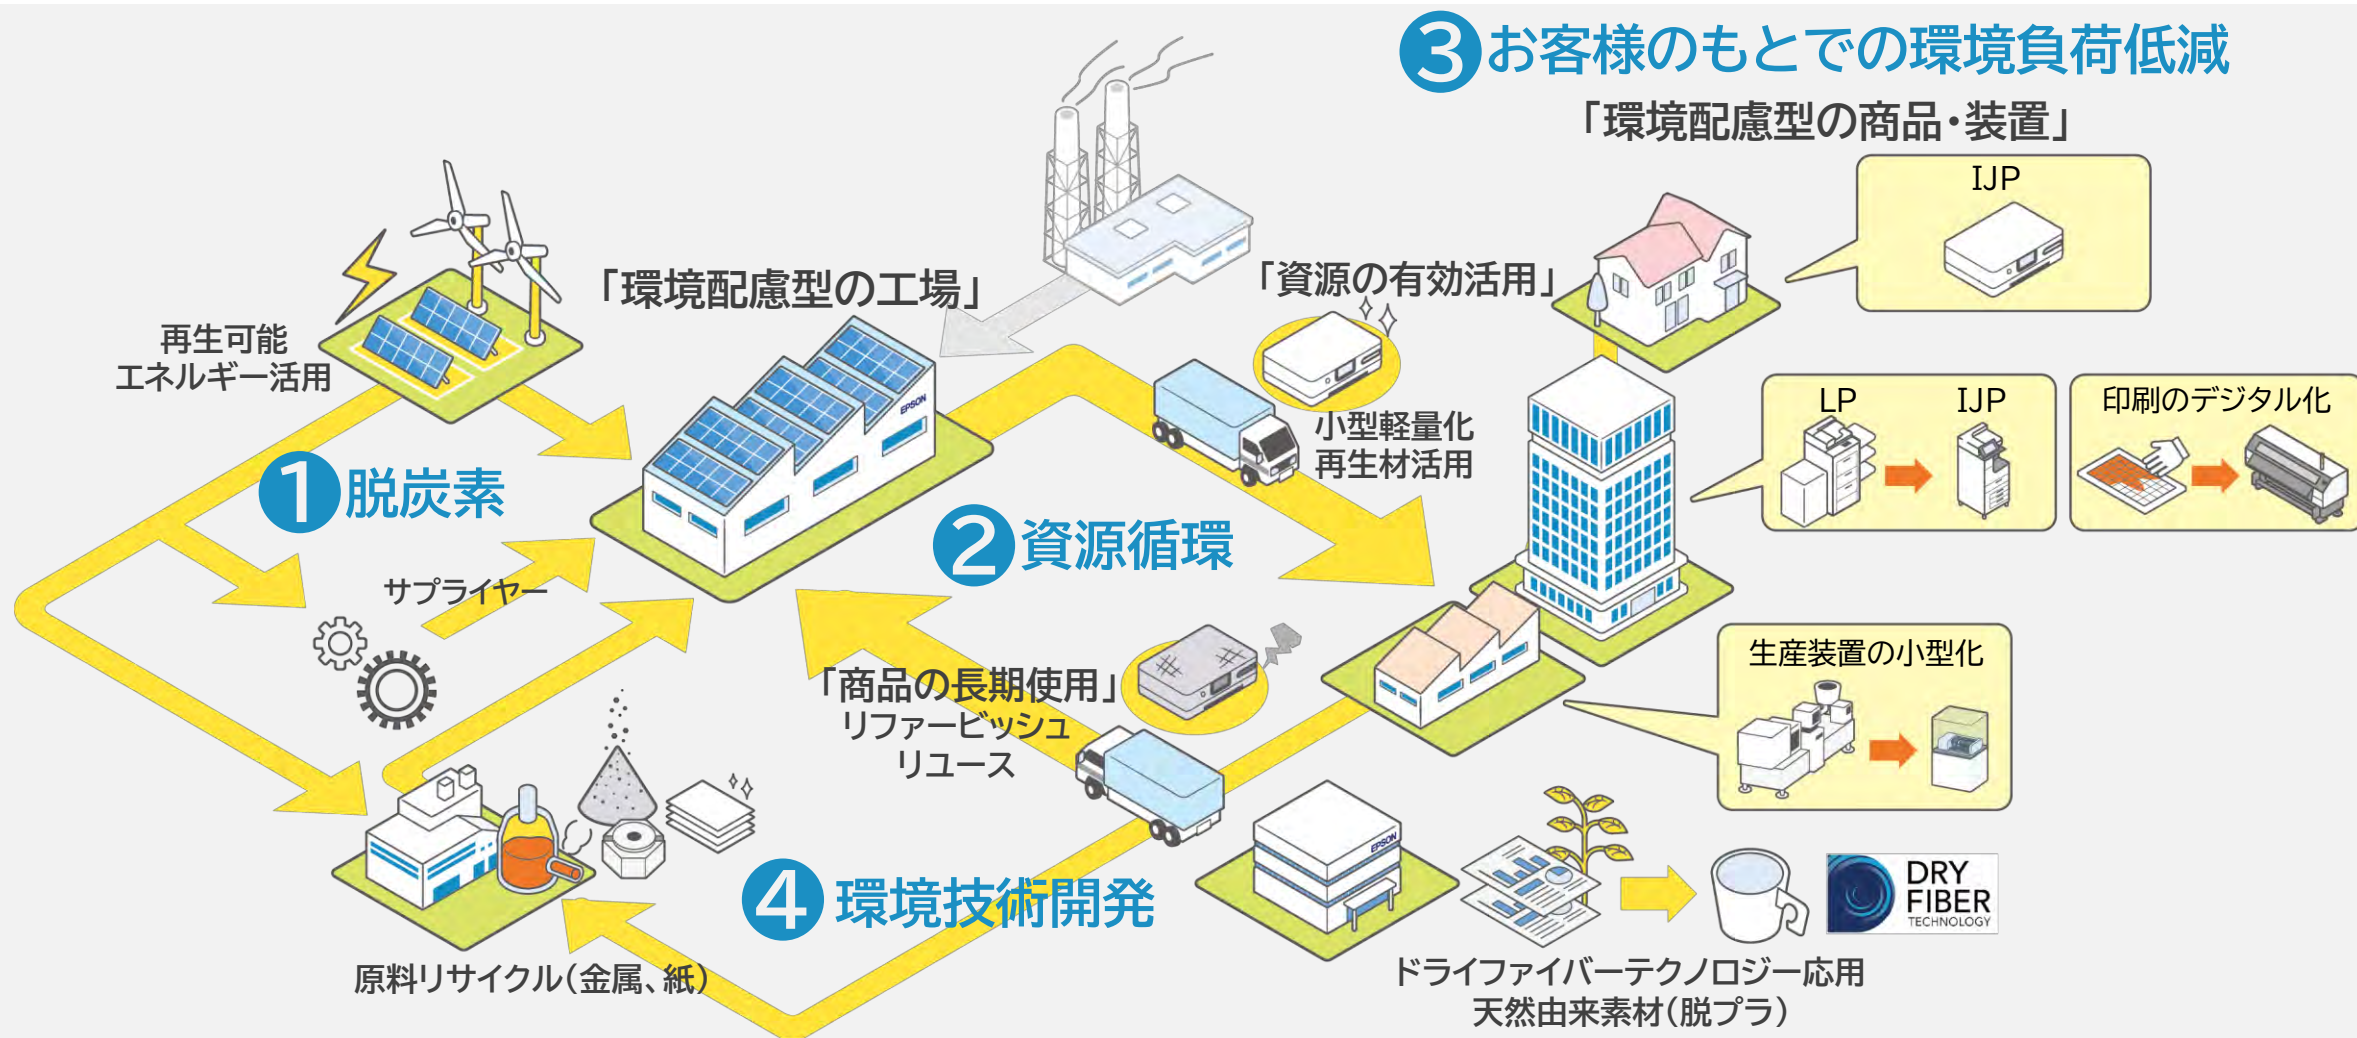 ❸お客様のもとでの環境負荷低減
「環境配慮型の商品・装置」
IJP
「環境配慮型の工場」
「資源の有効活用」
再生可能
エネルギー活用
EPSON
小型軽量化
再生材活用
LP
IJP
印刷のデジタル化
❶脱炭素
❷資源循環
サプライヤー
「商品の長期使用」
リファービッシュ
リユース
生産装置の小型化
EPSON
❹環境技術開発
DRY
FIBER
TECHNOLOGY
原料リサイクル(金属、紙)
ドライファイバーテクノロジー応用
天然由来素材(脱プラ)